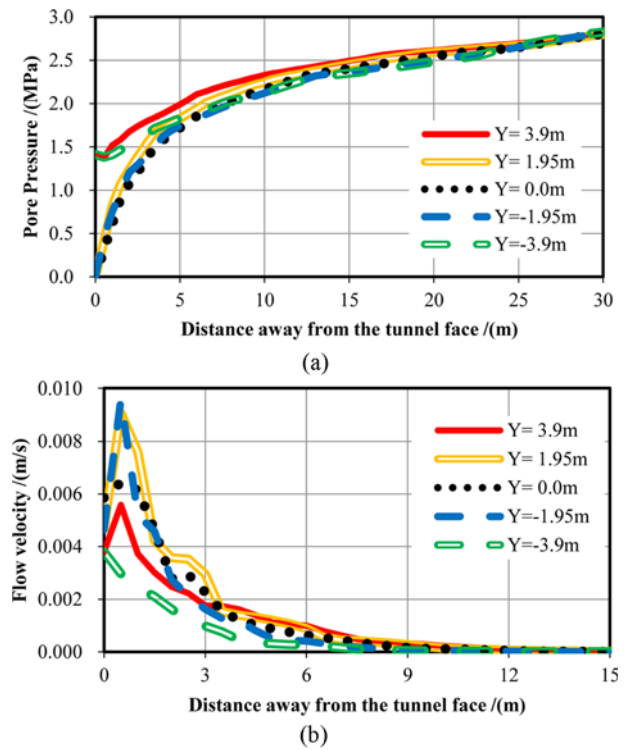 3.0
2.5
2.0
1.5
1.0
0.5
0.0
Pore Pressure /(MPa)
Y= 3.9m
Y= 1.95m
Y= 0.0m
Y=-1.95m
Y=-3.9m
0 5 10 15 20 25 30
Distance away from the tunnel face /(m)
(a)
0.010
0.008
0.006
0.004
0.002
0.000
Flow velocity /(m/s)
Y= 3.9m
Y= 1.95m
Y= 0.0m
Y=-1.95m
Y=-3.9m
0 3 6 9 12 15
Distance away from the tunnel face /(m)
(b)